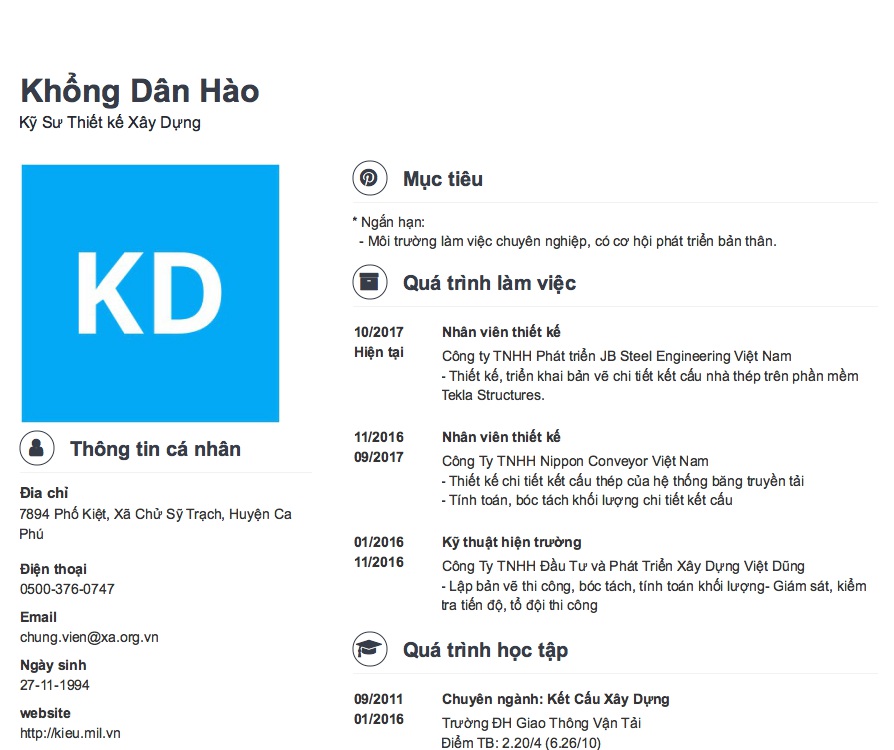 Khổng Dân Hào
Kỹ Sư Thiết kế Xây Dựng
KD
Thông tin cá nhân
Đia chỉ
7894 Phố Kiệt, Xã Chử Sỹ Trạch, Huyện Ca
Phú
Điện thoại
0500-376-0747
Email
chung.vien@xa.org.vn
Ngày sinh
27-11-1994
website
http://kieu.mil.vn
Mục tiêu
* Ngắn hạn:
- Môi trường làm việc chuyên nghiệp, có cơ hội phát triển bản thân.
Quá trình làm việc
10/2017 Nhân viên thiết kế
Hiện tại
Công ty TNHH Phát triển JB Steel Engineering Việt Nam
- Thiết kế, triển khai bản vẽ chi tiết kết cấu nhà thép trên phần mềm
Tekla Structures.
11/2016 Nhân viên thiết kế
09/2017
Công Ty TNHH Nippon Conveyor Việt Nam
- Thiết kế chi tiết kết cấu thép của hệ thống băng truyền tải
- Tính toán, bóc tách khối lượng chi tiết kết cấu
01/2016 Kỹ thuật hiện trường
11/2016
Công Ty TNHH Đầu Tư và Phát Triển Xây Dựng Việt Dũng
- Lập bản vẽ thi công, bóc tách, tính toán khối lượng- Giám sát, kiểm
tra tiến độ, tổ đội thi công
Quá trình học tập
09/2011 Chuyên ngành: Kết Cấu Xây Dựng
01/2016
Trường ĐH Giao Thông Vận Tải
Điểm TB: 2.20/4 (6.26/10)